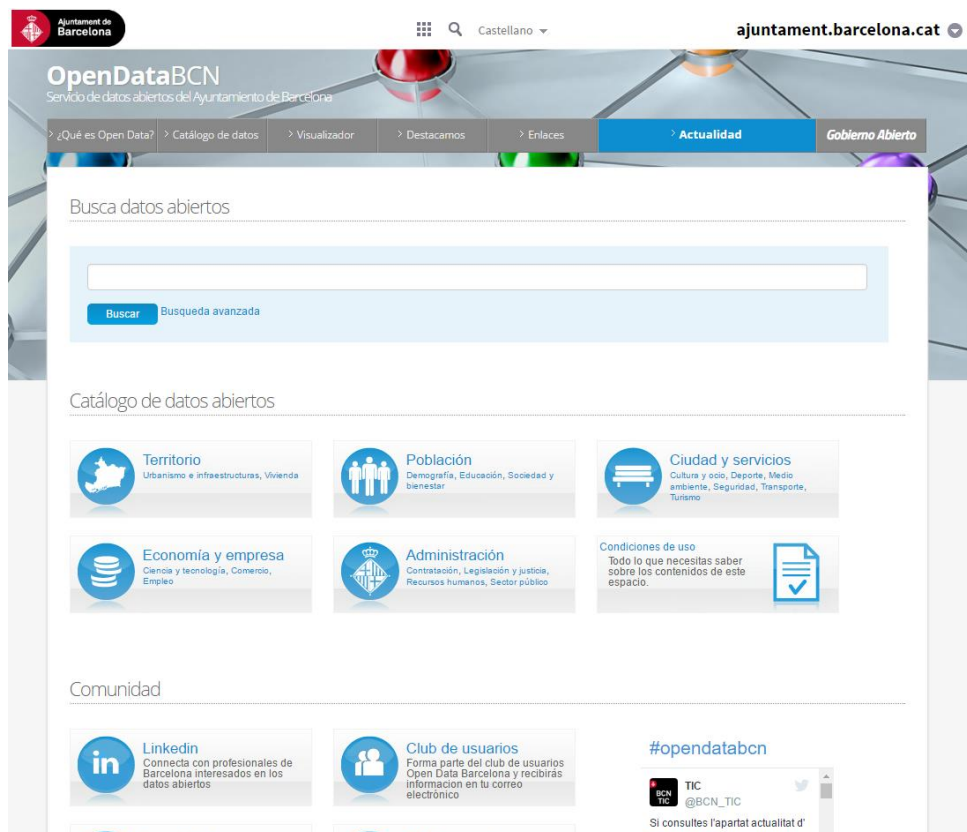 Ajuntament de
Barcelona
Castellano
ajuntament.barcelona.cat
OpenDataBCN
Servicio de datos abiertos del Ayuntamiento de Barcelona
> ¿Qué es Open Data? > Catálogo de datos > Visualizador > Destacamos > Enlaces > Actualidad Gobierno Abierto
Busca datos abiertos
Buscar Busqueda avanzada
Catálogo de datos abiertos
Territorio
Urbanismo e infraestructuras, Vivienda
Población
Demografía, Educación, Sociedad y
bienestar
Ciudad y servicios
Cultura y ocio, Deporte, Medio
ambiente, Seguridad, Transporte,
Turismo
Economía y empresa
Ciencia y tecnología, Comercio,
Empleo
Administración
Contratación, Legislación y justicia,
Recursos humanos, Sector público
Condiciones de uso
Todo lo que necesitas saber
sobre los contenidos de este
espacio.
Comunidad
in
Linkedin
Connecta con profesionales de
Barcelona interesados en los
datos abiertos
Club de usuarios
Forma parte del club de usuarios
Open Data Barcelona y recibirás
informacion en tu correo
electrónico
#opendatabcn
BCN
TIC
TIC
@BCN_TIC
Si consultes l'apartat actualitat d'